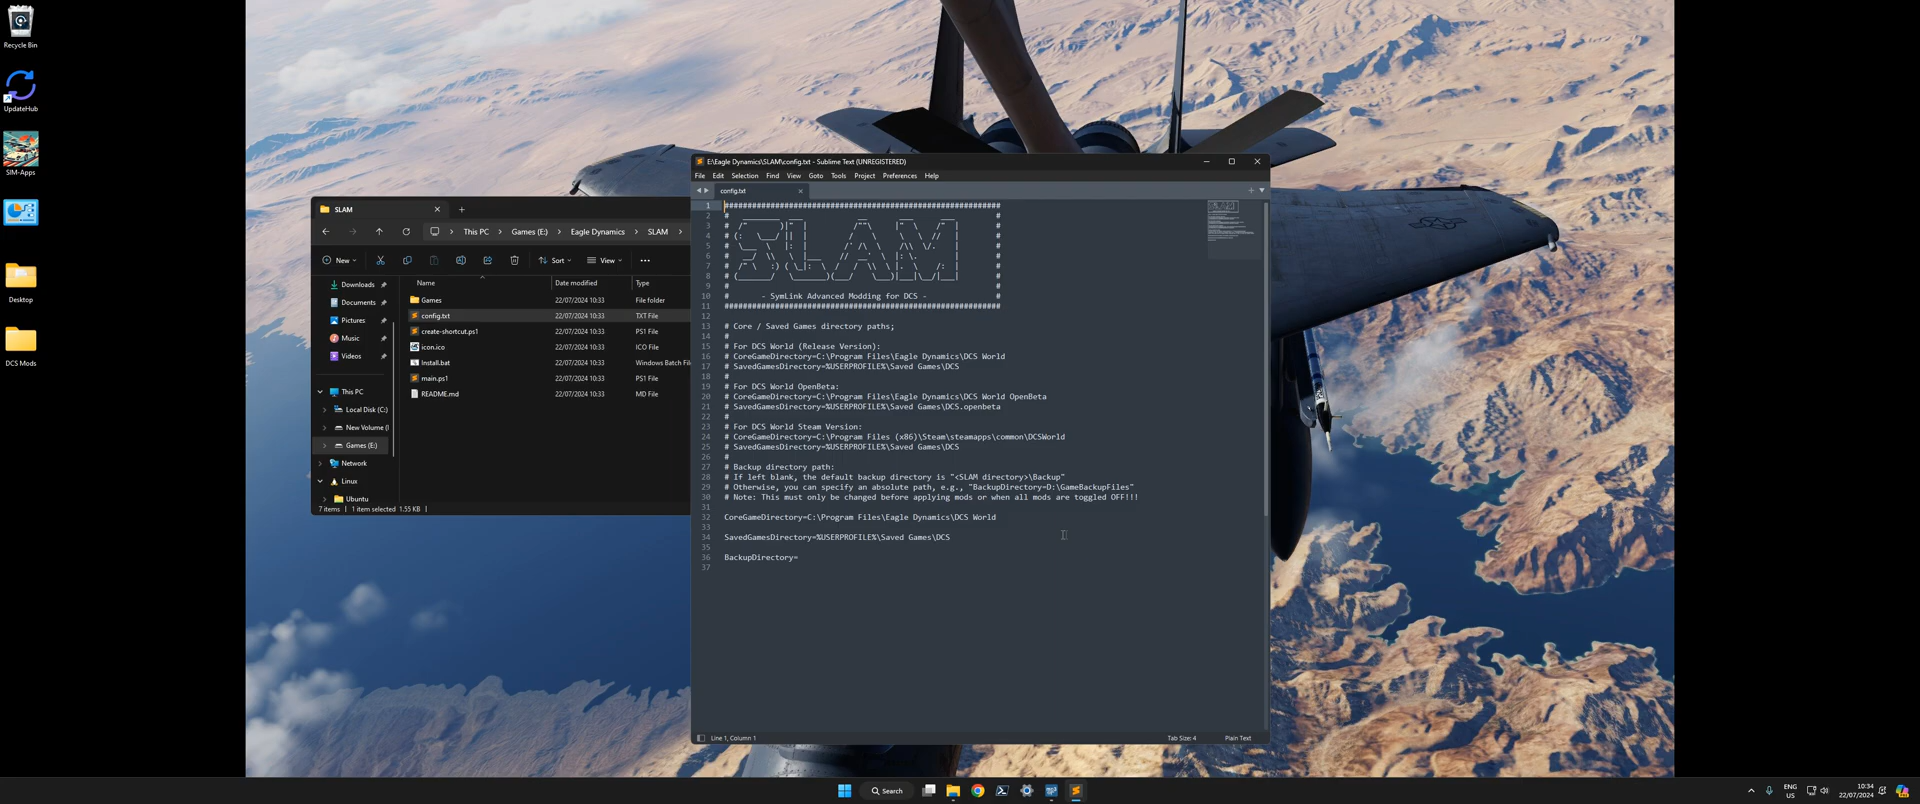 Recycle Bin
UpdateHub
SIM-Apps
Desktop
DCS Mods
SLAM
This PC > Games (E:) > Eagle Dynamics > SLAM >
New
Sort
View
Name Date modified Type
Downloads
Documents
Pictures
Music
Videos
This PC
Local Disk (C:)
New Volume (
Games (E:)
Network
Linux
Ubuntu
Games 22/07/2024 10:33 File folder
config.txt 22/07/2024 10:33 TXT File
create-shortcut.ps1 22/07/2024 10:33 PS1 File
icon.ico 22/07/2024 10:33 ICO File
Install.bat 22/07/2024 10:33 Windows Batch Fil
main.ps1 22/07/2024 10:33 PS1 File
README.md 22/07/2024 10:33 MD File
7 items 1 item selected 1.55 KB
E:\Eagle Dynamics\SLAM\config.txt - Sublime Text (UNREGISTERED)
File Edit Selection Find View Goto Tools Project Preferences Help
config.txt
# - SymLink Advanced Modding for DCS - #
# Core / Saved Games directory paths;
#
# For DCS World (Release Version):
# CoreGameDirectory=C:\Program Files\Eagle Dynamics\DCS World
# SavedGamesDirectory=%USERPROFILE%\Saved Games\DCS
#
# For DCS World OpenBeta:
# CoreGameDirectory=C:\Program Files\Eagle Dynamics\DCS World OpenBeta
# SavedGamesDirectory=%USERPROFILE%\Saved Games\DCS.openbeta
#
# For DCS World Steam Version:
# CoreGameDirectory=C:\Program Files (x86)\Steam\steamapps\common\DCSWorld
# SavedGamesDirectory=%USERPROFILE%\Saved Games\DCS
#
# Backup directory path:
# If left blank, the default backup directory is "<SLAM directory>\Backup"
# Otherwise, you can specify an absolute path, e.g., "BackupDirectory=D:\GameBackupFiles"
# Note: This must only be changed before applying mods or when all mods are toggled OFF!!!
CoreGameDirectory=C:\Program Files\Eagle Dynamics\DCS World
SavedGamesDirectory=%USERPROFILE%\Saved Games\DCS
BackupDirectory=
Line 1, Column 1
Tab Size: 4
Plain Text
Search
ENG
US
10:34
22/07/2024